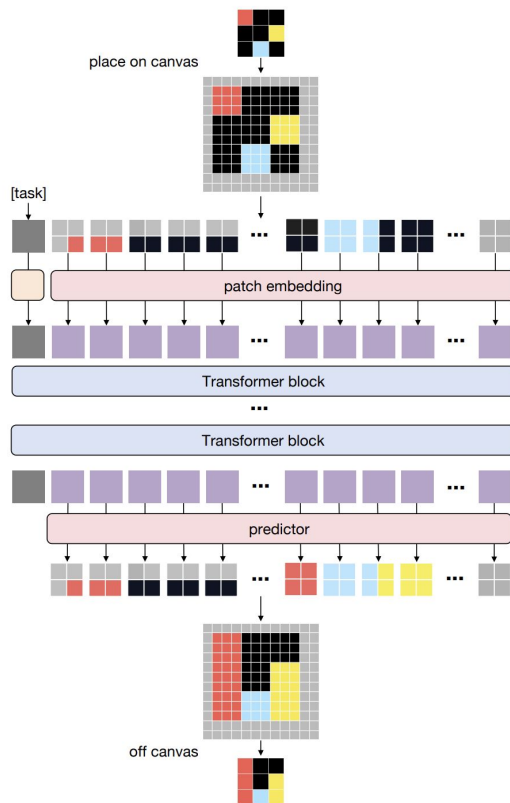 place on canvas
[task]
...
...
patch embedding
...
...
Transformer block
...
Transformer block
...
...
predictor
...
...
off canvas